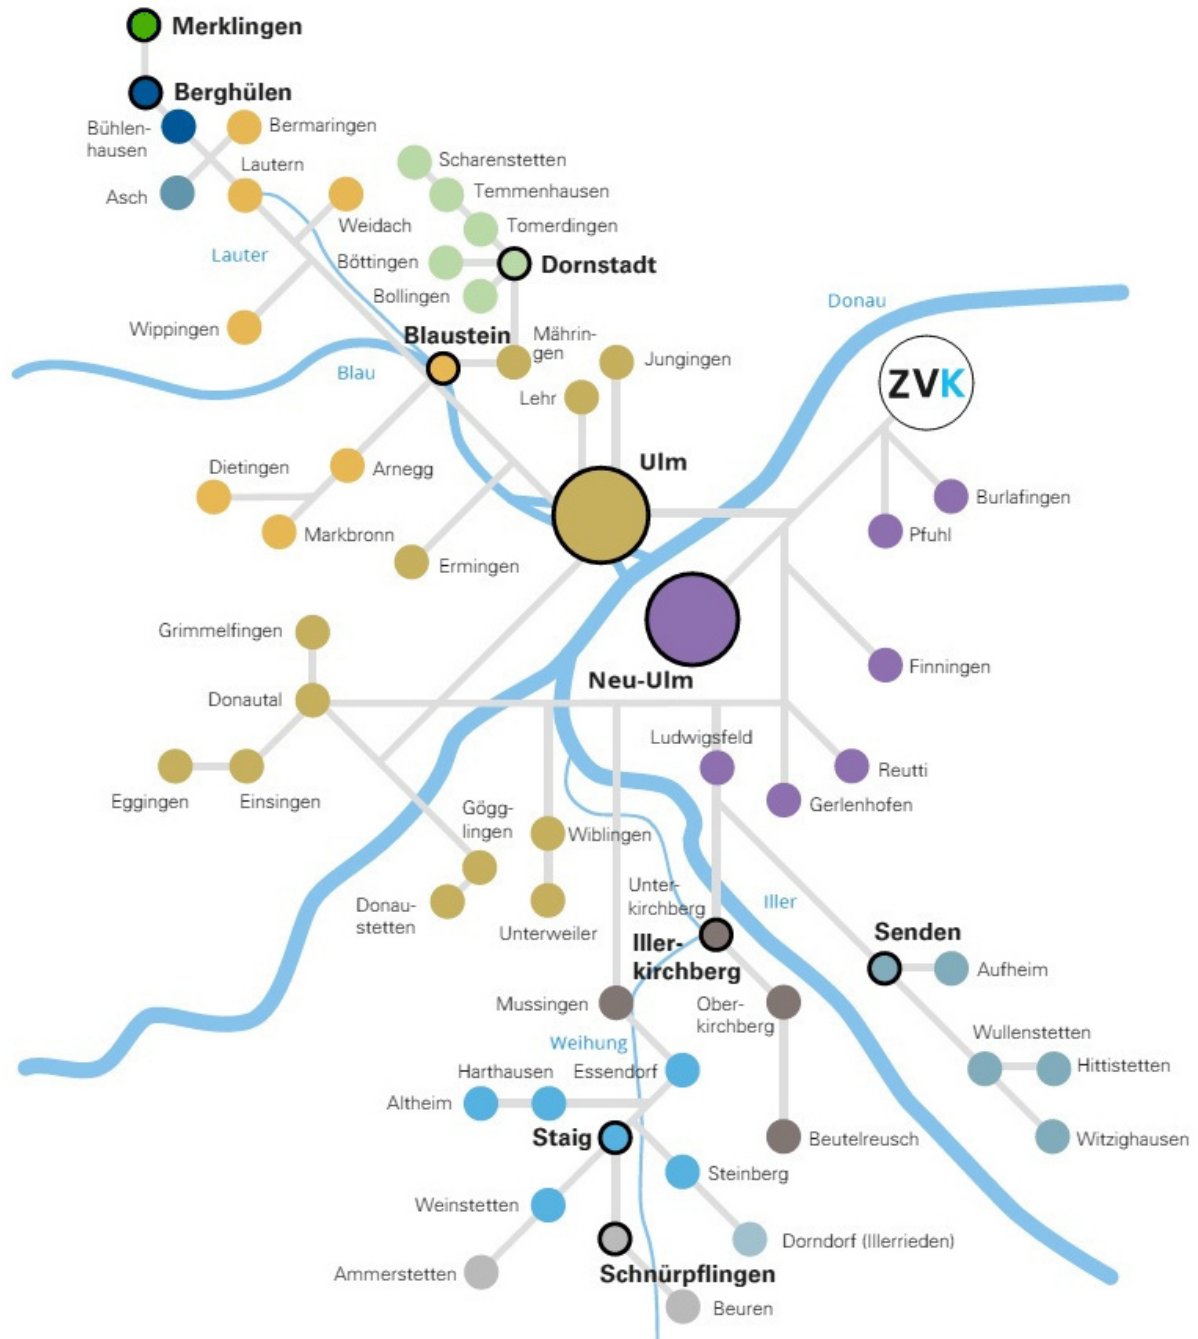 Merklingen
Berghülen
Bühlen-
hausen
Bermaringen
Asch
Lautern
Scharenstetten
Temmenhausen
Weidach
Tomerdingen
Lauter
Böttingen
Dornstadt
Bollingen
Wippingen
Donau
Blaustein
Mährin-
gen
Blau
Jungingen
ZVK
Lehr
Ulm
Dietingen
Arnegg
Burlafingen
Markbronn
Pfuhl
Ermingen
Grimmelfingen
Finningen
Neu-Ulm
Donautal
Ludwigsfeld
Reutti
Eggingen
Einsingen
Gerlenhofen
Gögg-
lingen
Wiblingen
Donau-
stetten
Unterweiler
Unter-
kirchberg
Iller
Iller-
kirchberg
Senden
Aufheim
Mussingen
Ober-
kirchberg
Weihung
Wullenstetten
Hittistetten
Harthausen
Essendorf
Altheim
Staig
Beutelreusch
Witzighausen
Steinberg
Weinstetten
Dorndorf (Illerrieden)
Ammerstetten
Schnürpflingen
Beuren